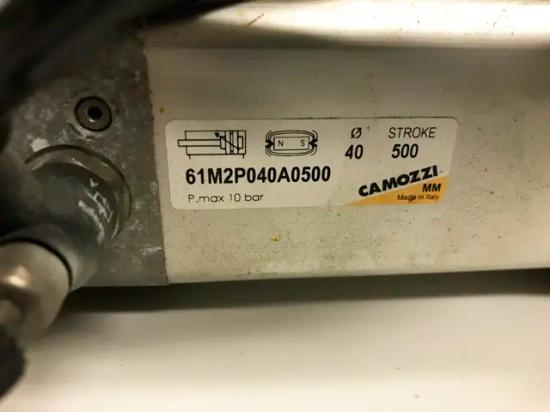 N S
Ø STROKE
40 500
61M2P040A0500
P.max 10 bar
CAMOZZI
MM
Made in Italy